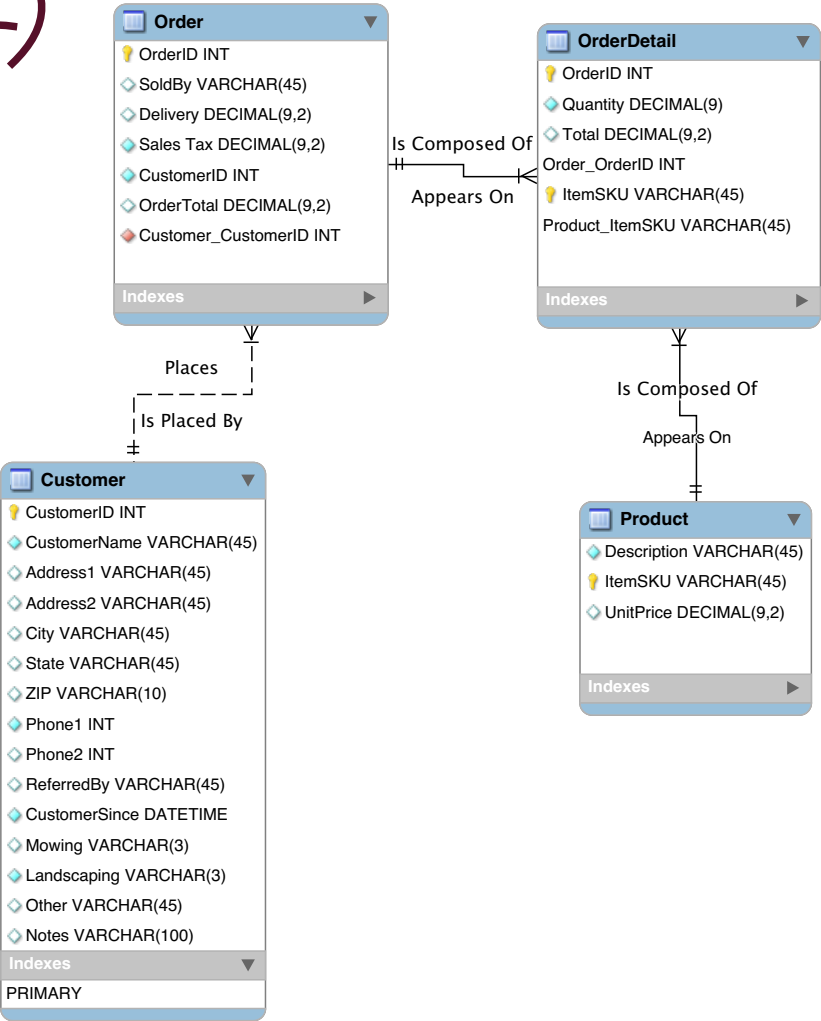 Order
OrderID INT
SoldBy VARCHAR(45)
Delivery DECIMAL(9,2)
Sales Tax DECIMAL(9,2)
CustomerID INT
OrderTotal DECIMAL(9,2)
Customer_CustomerID INT
Indexes
Is Composed Of
Appears On
OrderDetail
OrderID INT
Quantity DECIMAL(9)
Total DECIMAL(9,2)
Order_OrderID INT
ItemSKU VARCHAR(45)
Product_ItemSKU VARCHAR(45)
Indexes
Places
Is Placed By
Is Composed Of
Appears On
Customer
CustomerID INT
CustomerName VARCHAR(45)
Address1 VARCHAR(45)
Address2 VARCHAR(45)
City VARCHAR(45)
State VARCHAR(45)
ZIP VARCHAR(10)
Phone1 INT
Phone2 INT
ReferredBy VARCHAR(45)
CustomerSince DATETIME
Mowing VARCHAR(3)
Landscaping VARCHAR(3)
Other VARCHAR(45)
Notes VARCHAR(100)
Indexes
PRIMARY
Product
Description VARCHAR(45)
ItemSKU VARCHAR(45)
UnitPrice DECIMAL(9,2)
Indexes